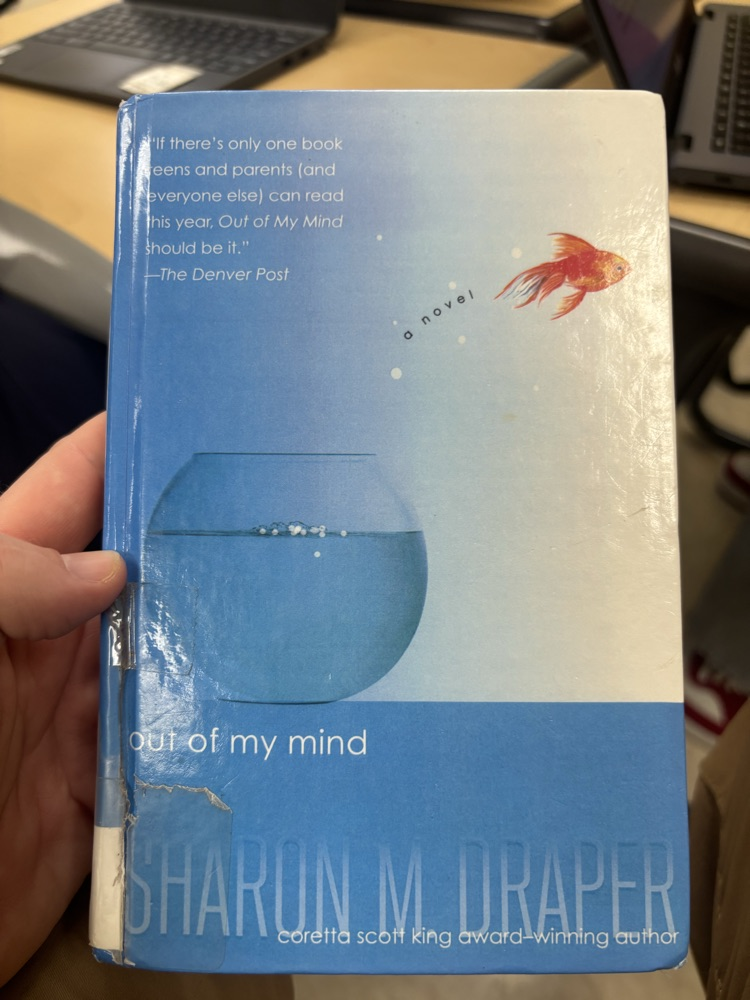 "If there's only one book
teens and parents (and
everyone else) can read
this year, Out of My Mind
should be it."
—The Denver Post
a novel
out of my mind
SHARON M. DRAPER
coretta scott king award–winning author